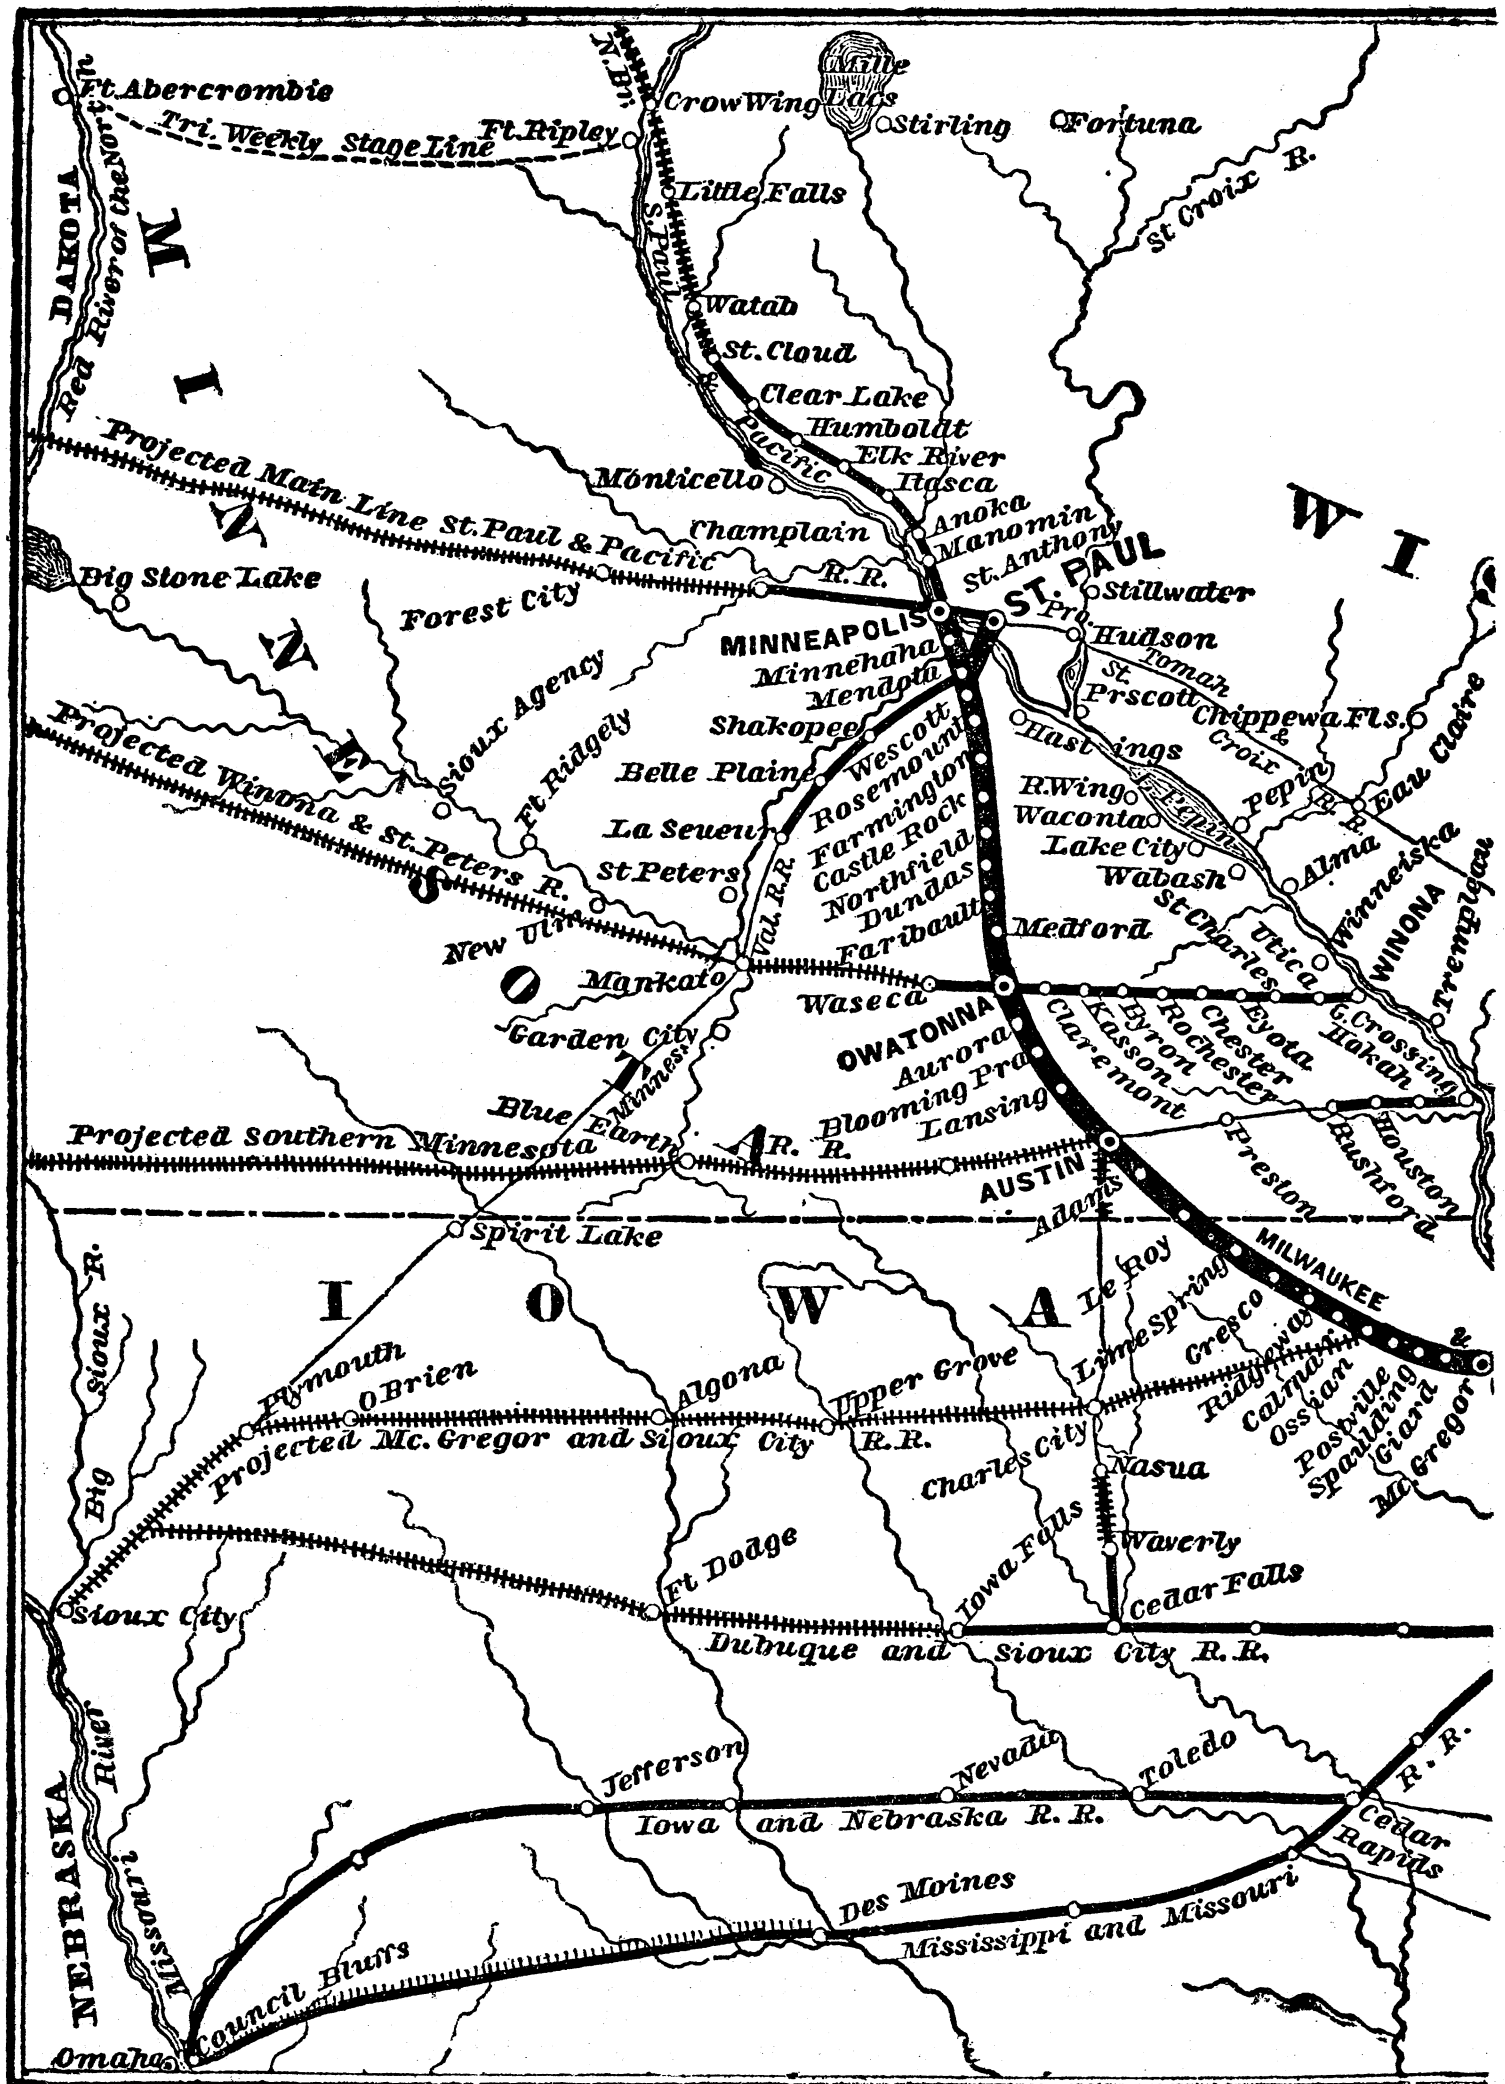 Ft. Abercrombie
Tri. Weekly Stage Line
Ft. Ripley
N. Br.
Crow Wing
Mille
Lacs
Stirling
Fortuna
St Croix R.
DAKOTA
Red River of the North
Little Falls
S. Paul
&
Pacific
Watab
St. Cloud
Clear Lake
Humboldt
Elk River
Itasca
Anoka
Manomin
St. Anthony
Monticello
Champlain
MINNESOTA
WI
Projected Main Line St. Paul & Pacific
R. R.
Big Stone Lake
Forest City
ST. PAUL
MINNEAPOLIS
Minnehaha
Mendota
Shakopee
Belle Plaine
La Seueur
St Peters
Val. R.R.
Stillwater
Pro.
Hudson
Tomah
St.
Prscott
&
Croix
R. R.
Chippewa Fls.
Eau Claire
Hastings
R. Wing
Waconta
Lake City
Wabash
L. Pepin
Pepin
Alma
Winneiska
WINONA
Trempleau
Sioux Agency
Ft Ridgely
Projected Winona & St. Peters R.
New Ulm
Wescott
Rosemount
Farmington
Castle Rock
Northfield
Dundas
Faribault
Medford
St Charles
Utica
Mankato
Waseca
OWATONNA
Aurora
Blooming Pra
Lansing
Claremont
Kasson
Byron
Rochester
Chester
Eyota
G. Crossing
Hokah
Houston
Rushford
Preston
Garden City
Minnes
Blue Earth
Projected Southern Minnesota
R. R.
AUSTIN
Adams
Spirit Lake
IOWA
Le Roy
Lime Spring
Cresco
Ridgeway
Calmar
Ossian
Postville
Spaulding
Giard
Mc. Gregor
MILWAUKEE
&
Big Sioux R.
Plymouth
O Brien
Algona
Upper Grove
Projected Mc. Gregor and Sioux City R.R.
Charles City
Nasua
Waverly
Cedar Falls
Iowa Falls
Ft Dodge
Sioux City
Dubuque and Sioux City R. R.
NEBRASKA
Missouri River
Jefferson
Nevada
Toledo
Iowa and Nebraska R. R.
Cedar
Rapids
R. R.
Des Moines
Mississippi and Missouri
Council Bluffs
Omaha